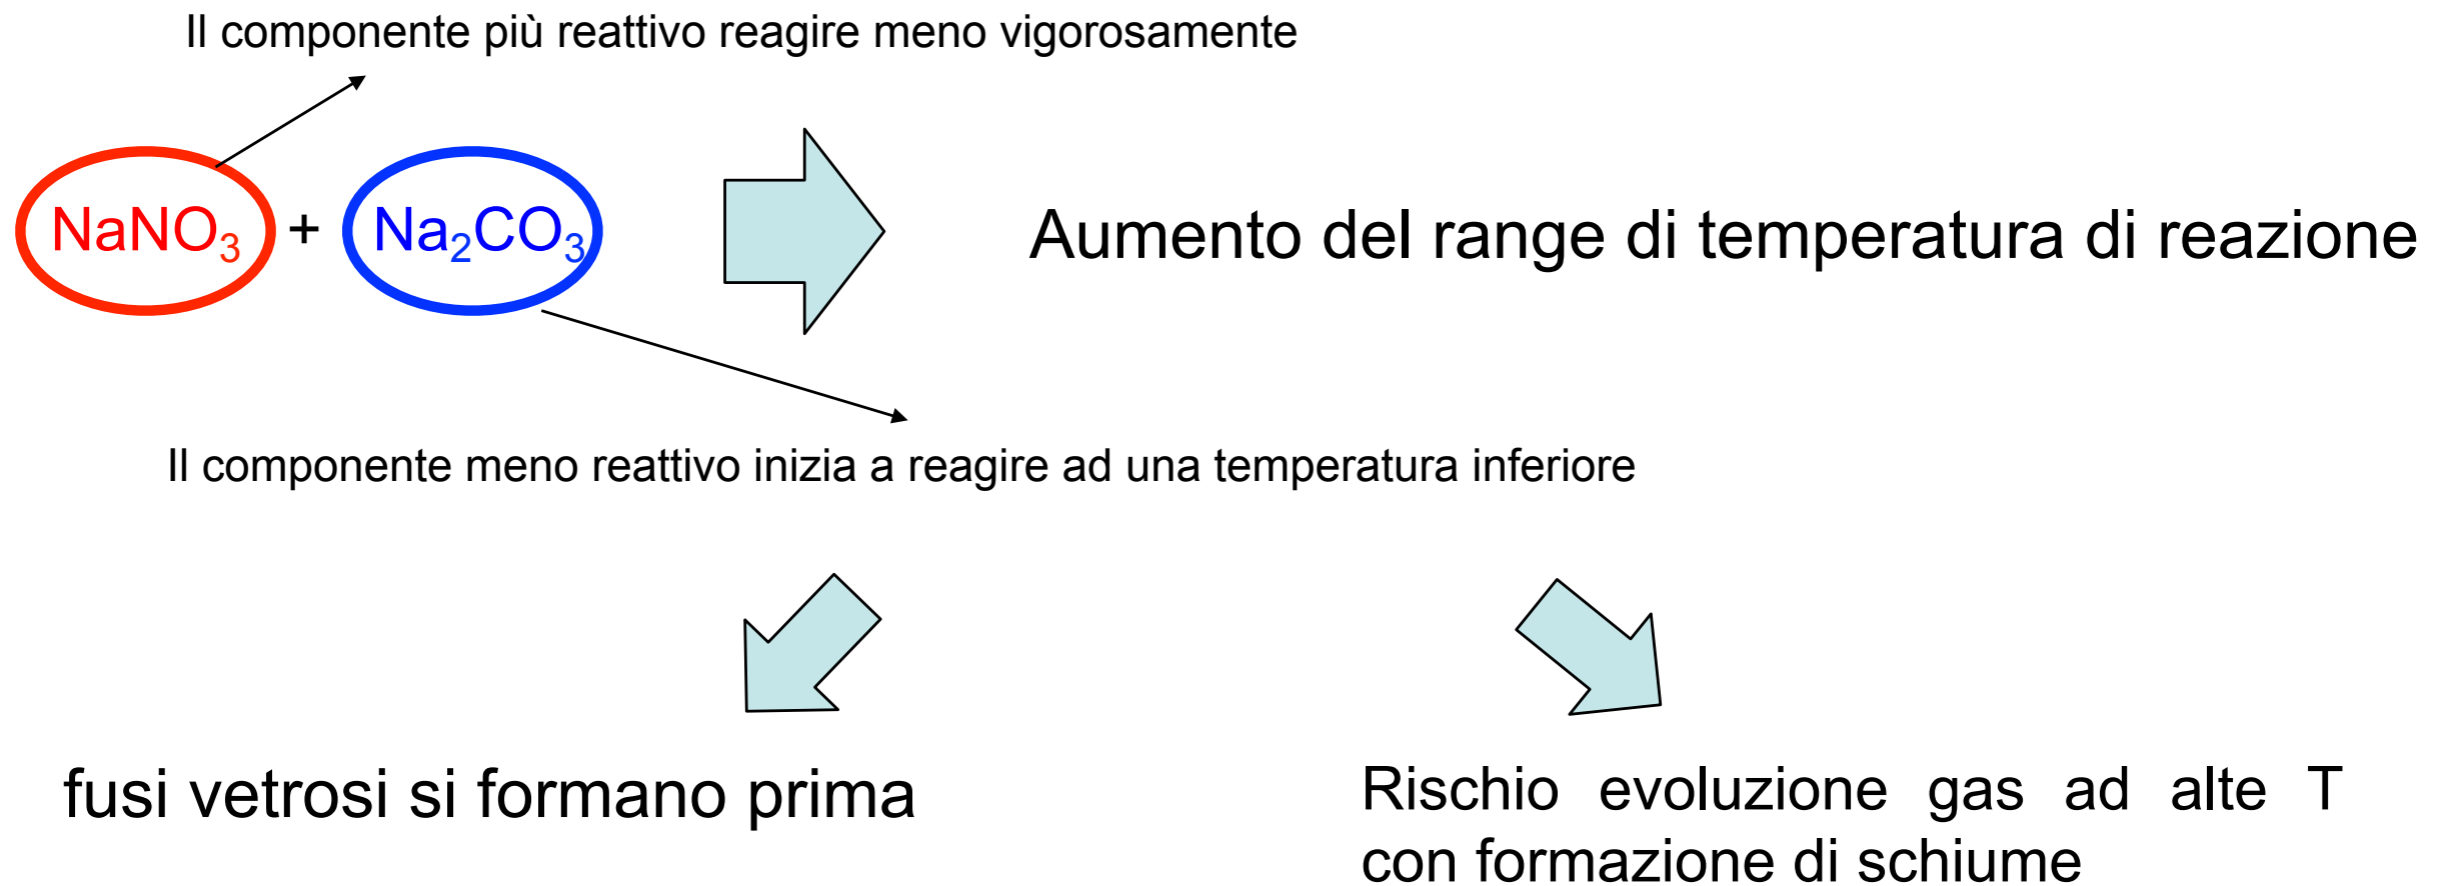 Il componente più reattivo reagire meno vigorosamente
NaNO₃ + Na₂CO₃
Aumento del range di temperatura di reazione
Il componente meno reattivo inizia a reagire ad una temperatura inferiore
fusi vetrosi si formano prima
Rischio evoluzione gas ad alte T
con formazione di schiume